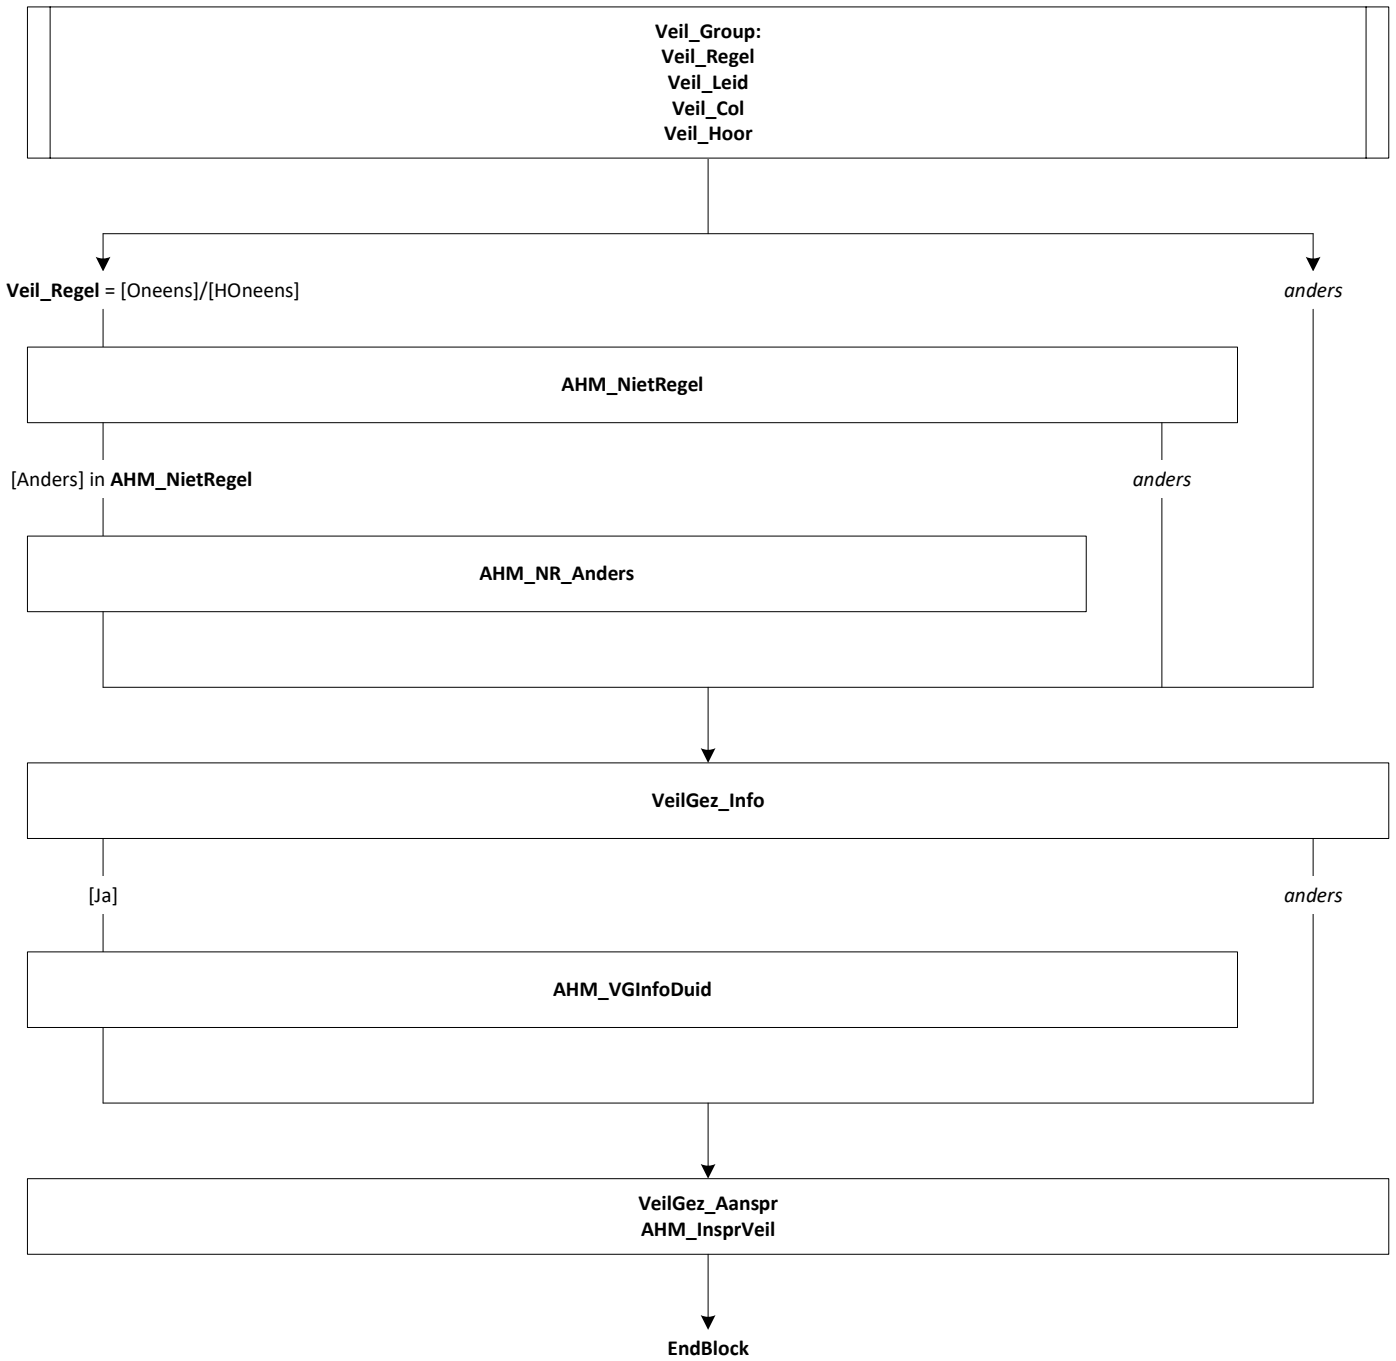 Veil_Group:
Veil_Regel
Veil_Leid
Veil_Col
Veil_Hoor
Veil_Regel = [Oneens]/[HOneens]
anders
AHM_NietRegel
[Anders] in AHM_NietRegel
anders
AHM_NR_Anders
VeilGez_Info
[Ja]
anders
AHM_VGInfoDuid
VeilGez_Aanspr
AHM_InsprVeil
EndBlock